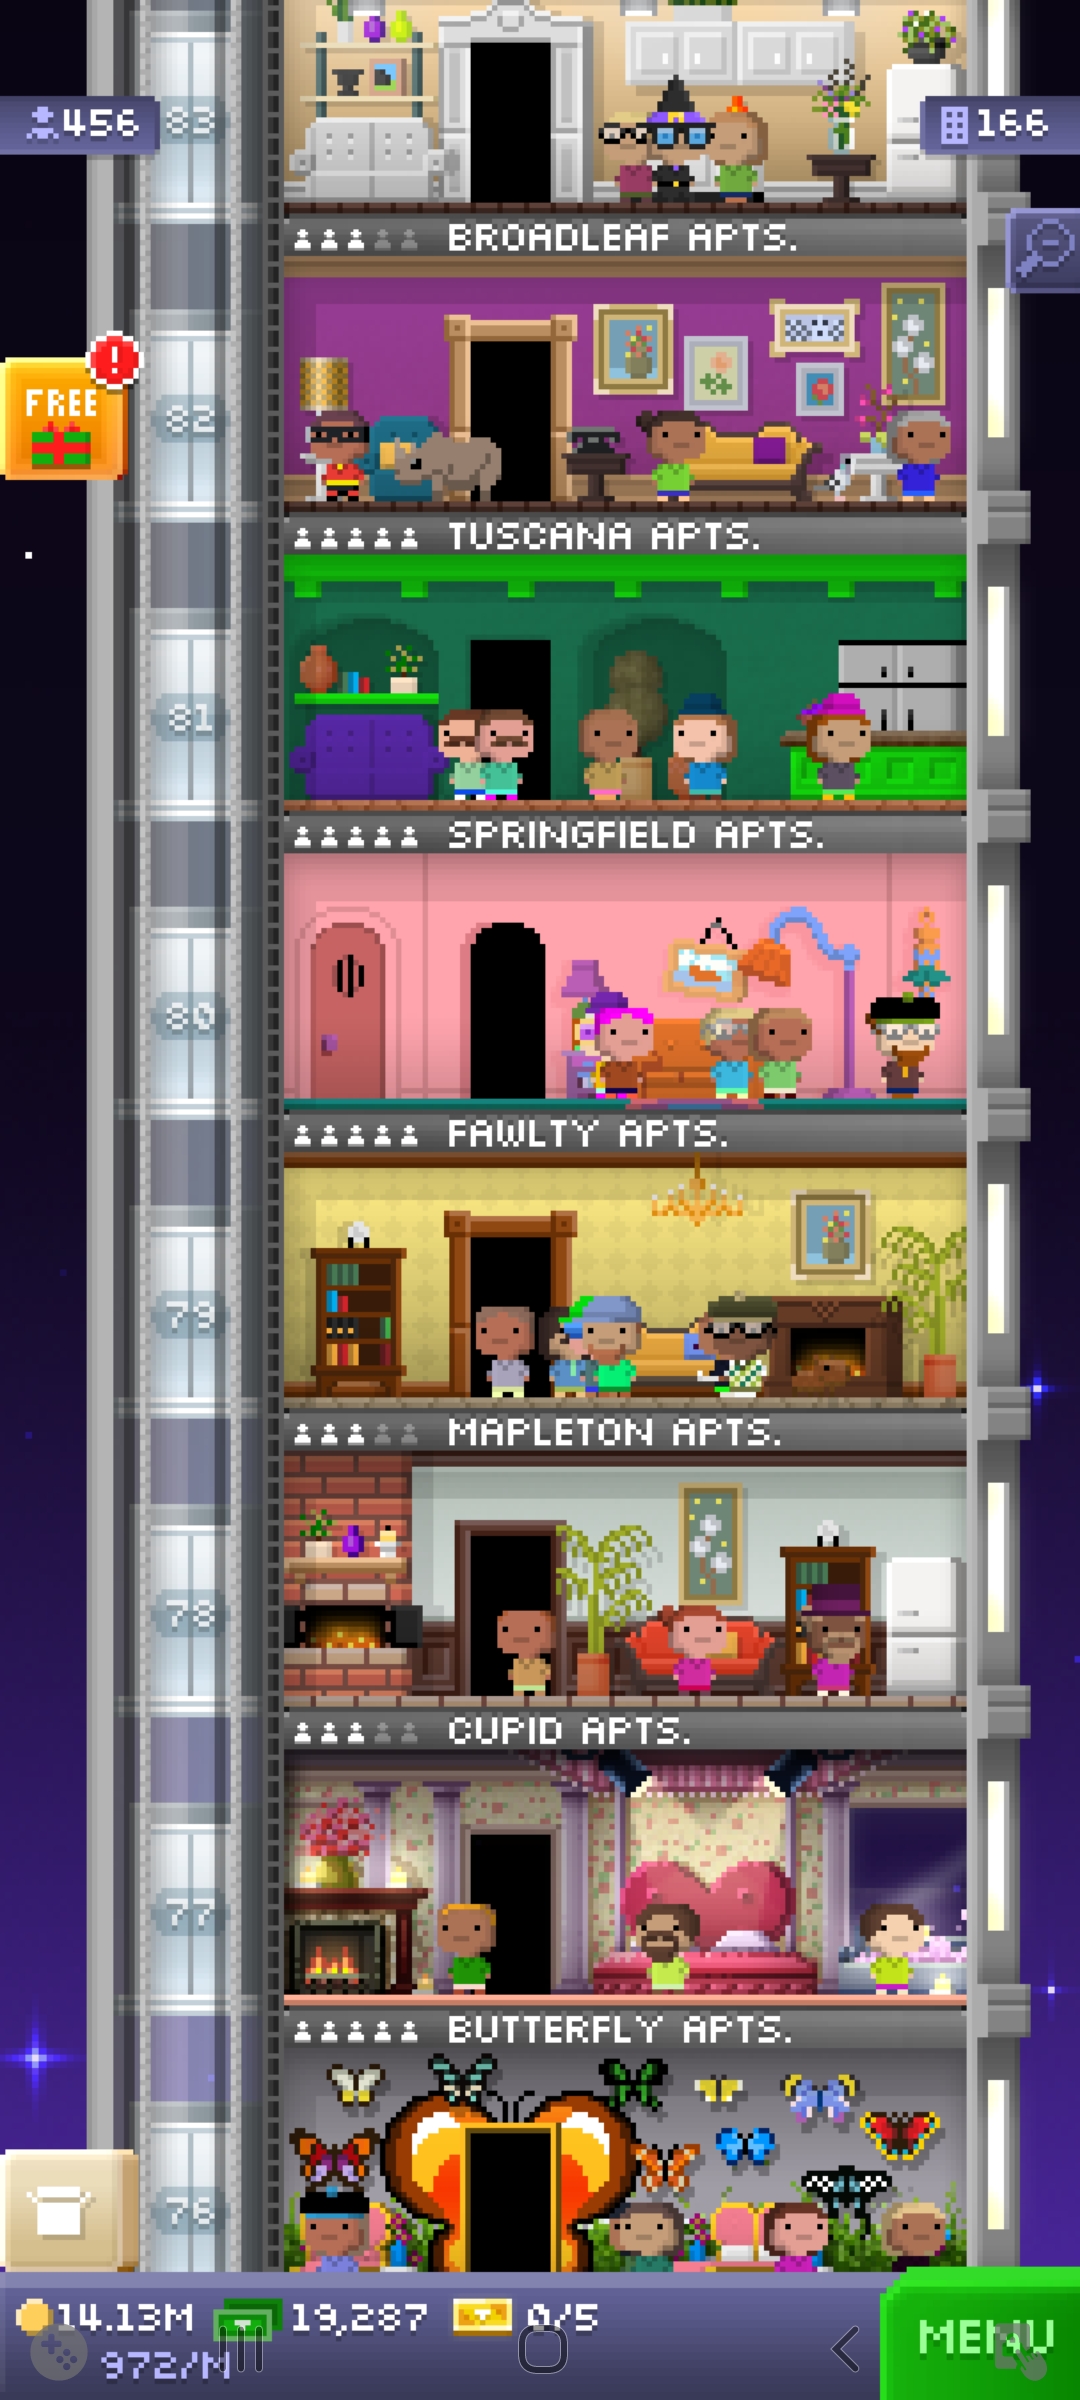 456
83
166
BROADLEAF APTS.
FREE
!
82
TUSCANA APTS.
81
SPRINGFIELD APTS.
80
FAWLTY APTS.
79
MAPLETON APTS.
78
CUPID APTS.
77
BUTTERFLY APTS.
76
14.13M
19,287
0/5
MENU
972/M